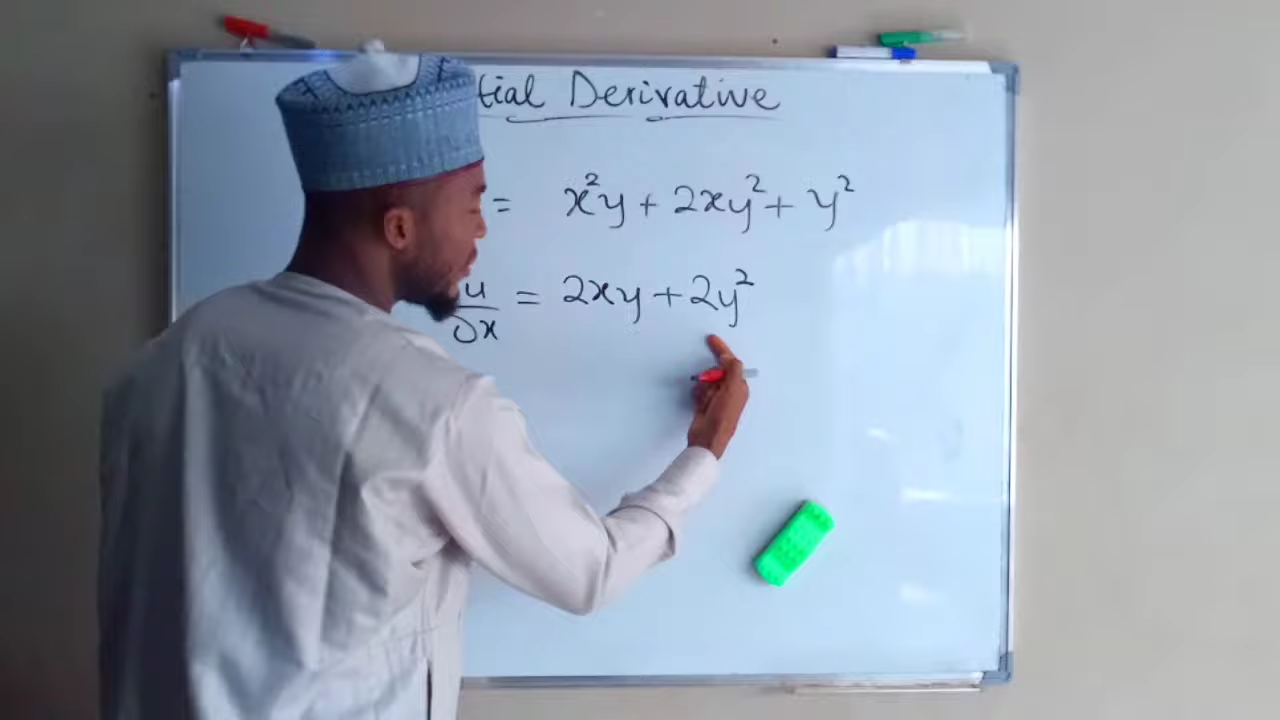 tial Derivative
= x²y + 2xy² + y²
u/∂x = 2xy + 2y²